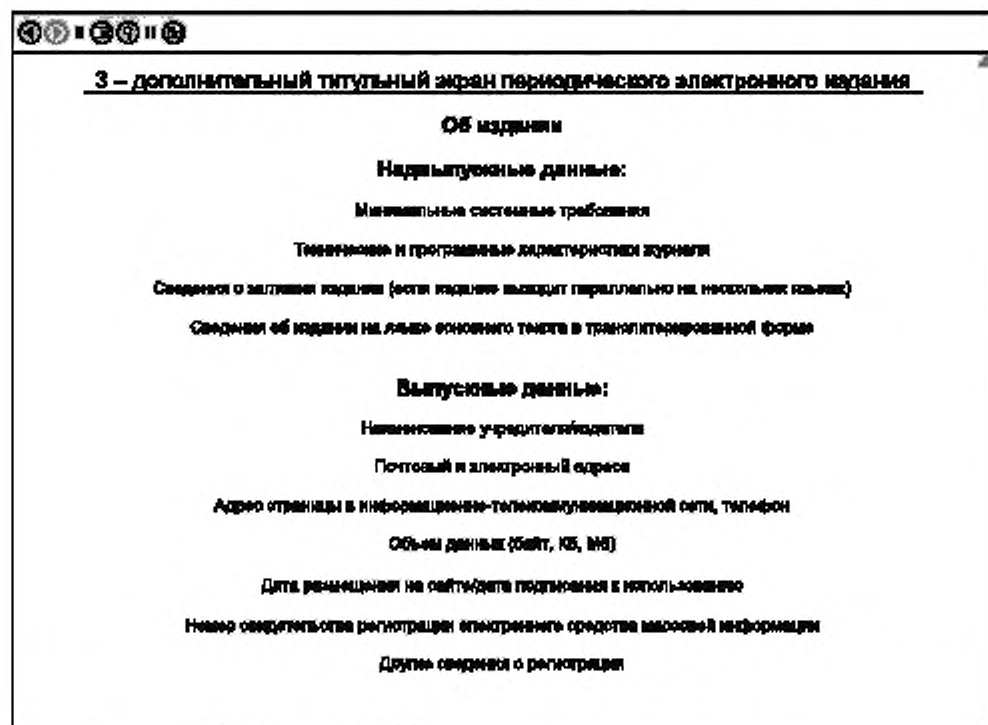 3 – дополнительный титульный экран периодического электронного издания
Об издании
Надвыпускные данные:
Минимальные системные требования
Технические и программные характеристики журнала
Сведения о заглавии издания (если издание выходит параллельно на нескольких языках)
Сведения об издании на языке основного текста в транслитерированной форме
Выпускные данные:
Наименование учредителя/издателя
Почтовый и электронный адреса
Адрес страницы в информационно-телекоммуникационной сети, телефон
Объем данных (байт, КБ, Мб)
Дата размещения на сайте/дата подписания к использованию
Номер свидетельства регистрации электронного средства массовой информации
Другие сведения о регистрации